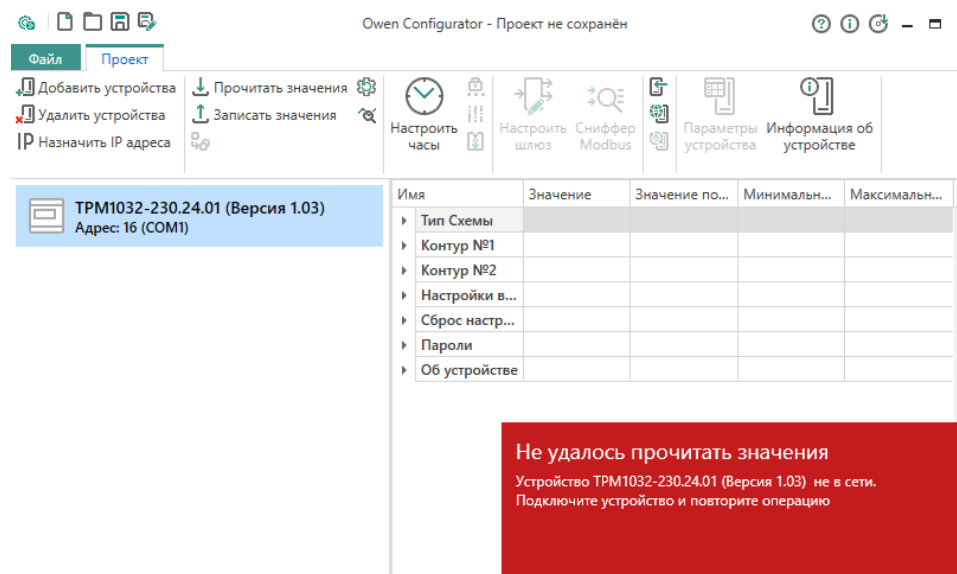 Owen Configurator - Проект не сохранён
Файл Проект
Добавить устройства
Удалить устройства
IP Назначить IP адреса
Прочитать значения
Записать значения
Настроить часы
Настроить шлюз
Сниффер Modbus
Параметры устройства
Информация об устройстве
ТРМ1032-230.24.01 (Версия 1.03)
Адрес: 16 (COM1)
Имя Значение Значение по... Минимальн... Максимальн...
Тип Схемы
Контур №1
Контур №2
Настройки в...
Сброс настр...
Пароли
Об устройстве
Не удалось прочитать значения
Устройство ТРМ1032-230.24.01 (Версия 1.03) не в сети.
Подключите устройство и повторите операцию